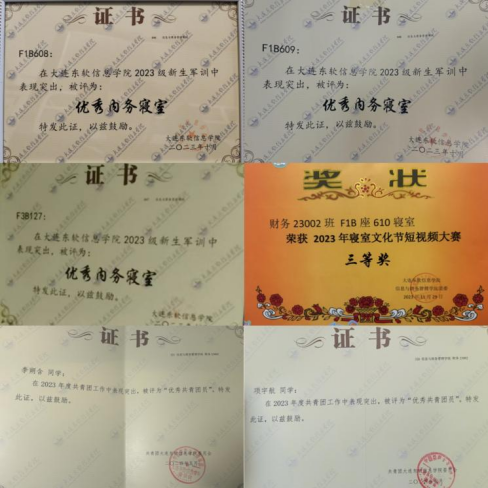 证书
F1B608:
在大连东软信息学院2023级新生军训中
表现突出,被评为:
优秀内务寝室
特发此证,以兹鼓励。
大连东软信息学院
二〇二三年十月
证书
F1B609:
在大连东软信息学院2023级新生军训中
表现突出,被评为:
优秀内务寝室
特发此证,以兹鼓励。
大连东软信息学院
二〇二三年十月
证书
F3B127:
在大连东软信息学院2023级新生军训中
表现突出,被评为:
优秀内务寝室
特发此证,以兹鼓励。
大连东软信息学院
二〇二三年十月
奖状
财务23002班 F1B座610寝室
荣获 2023年寝室文化节短视频大赛
三等奖
证书
同学:
在2023年度共青团工作中表现突出,被评为“优秀共青团员”,特发
此证,以兹鼓励。
证书
项宇航 同学:
在2023年度共青团工作中表现突出,被评为“优秀共青团员”,特发
此证,以兹鼓励。